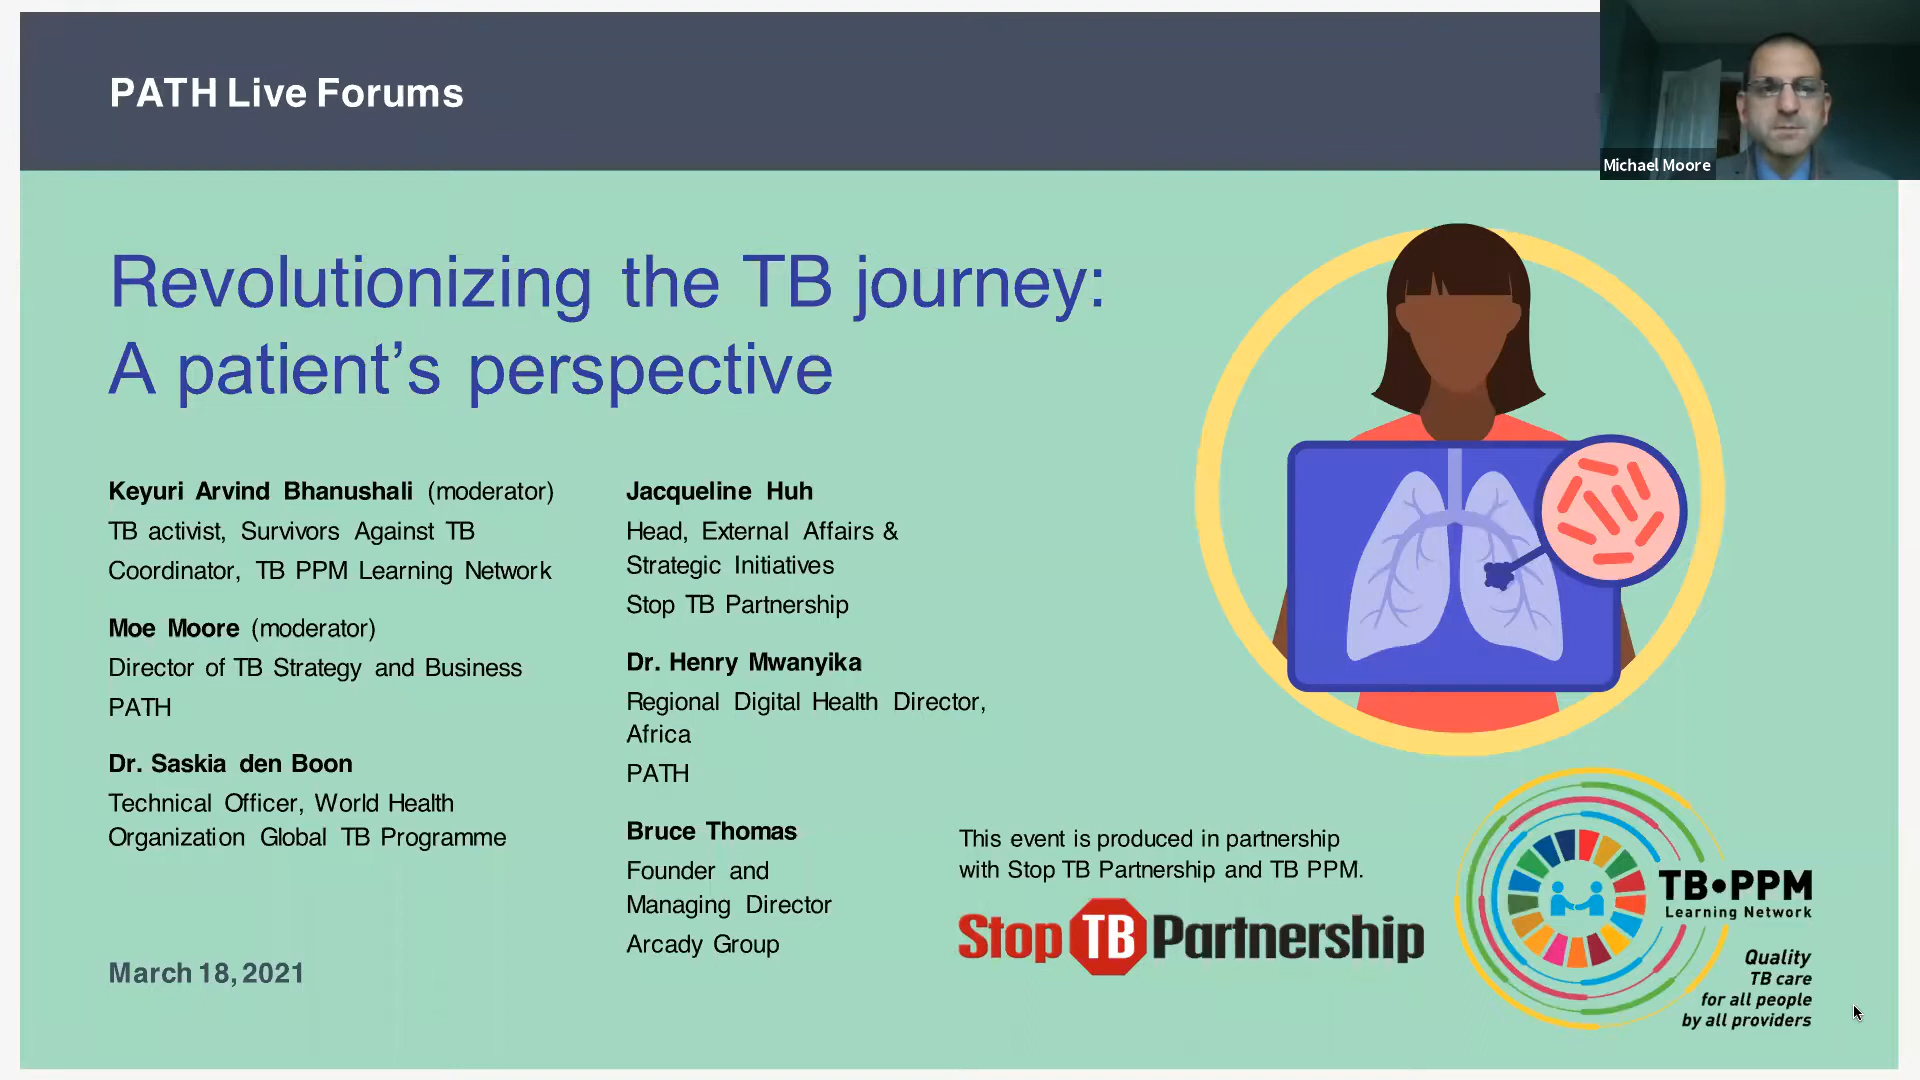 PATH Live Forums
Michael Moore
Revolutionizing the TB journey:
A patient’s perspective
Keyuri Arvind Bhanushali (moderator)
TB activist, Survivors Against TB
Coordinator, TB PPM Learning Network
Moe Moore (moderator)
Director of TB Strategy and Business
PATH
Dr. Saskia den Boon
Technical Officer, World Health
Organization Global TB Programme
March 18, 2021
Jacqueline Huh
Head, External Affairs &
Strategic Initiatives
Stop TB Partnership
Dr. Henry Mwanyika
Regional Digital Health Director,
Africa
PATH
Bruce Thomas
Founder and
Managing Director
Arcady Group
This event is produced in partnership
with Stop TB Partnership and TB PPM.
Stop TB Partnership
TB•PPM
Learning Network
Quality
TB care
for all people
by all providers